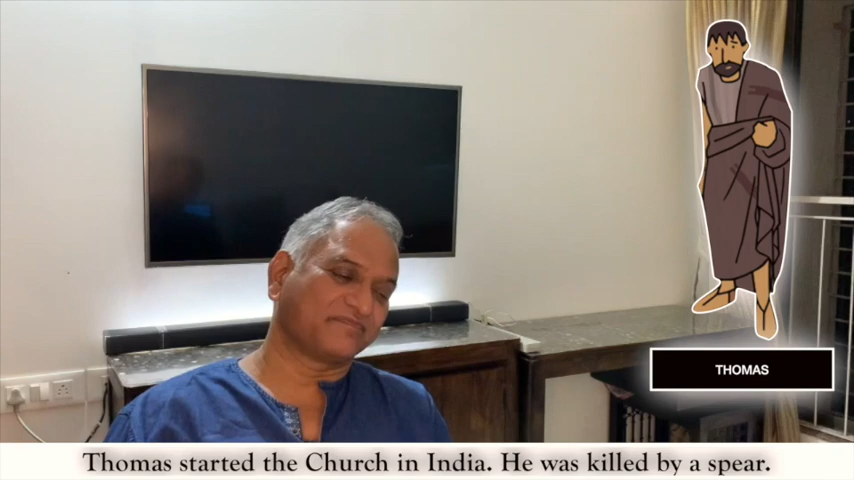 THOMAS
Thomas started the Church in India. He was killed by a spear.